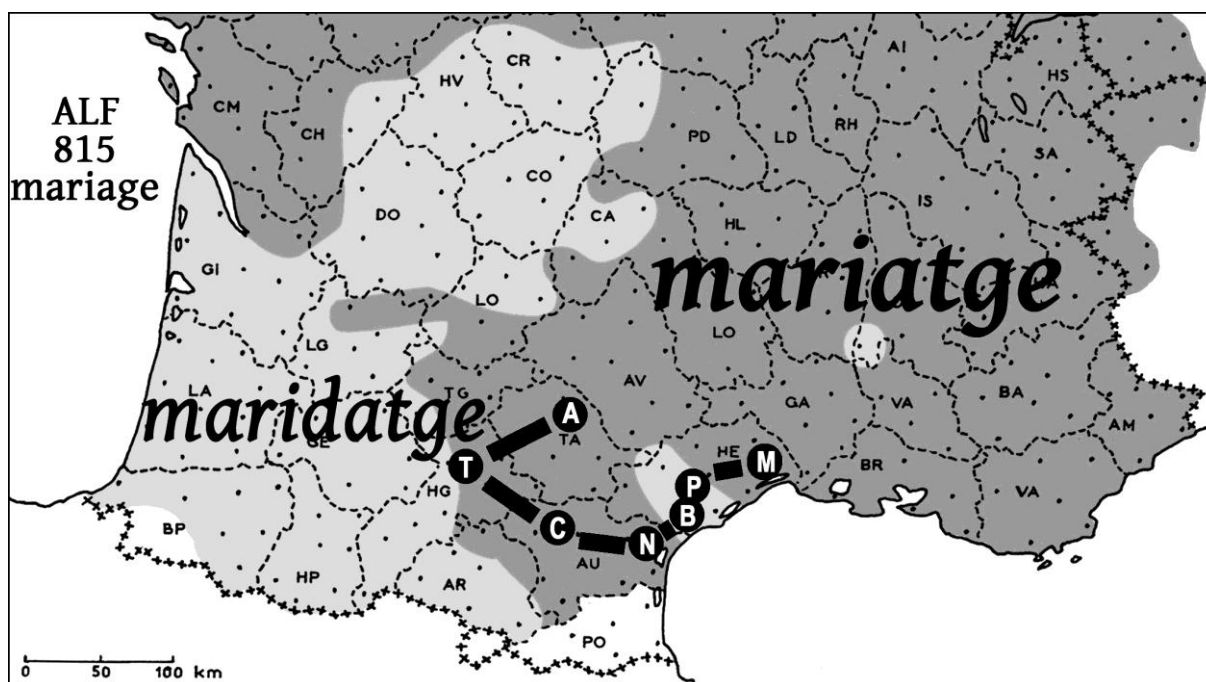 ALF
815
mariage
CR
HV
AI
HS
CM
CH
PD
LD
RH
SA
CO
IS
DO
CA
HL
GI
mariatge
LO
LO
LG
LA
AV
BA
TG
GA
VA
AM
maridatge
A
TA
HE
M
T
BR
P
VA
HG
B
BP
C
N
AU
HP
AR
PO
0 50 100 km